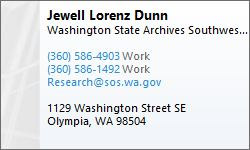 Jewell Lorenz Dunn
Washington State Archives Southwes...
(360) 586-4903 Work
(360) 586-1492 Work
Research@sos.wa.gov
1129 Washington Street SE
Olympia, WA 98504